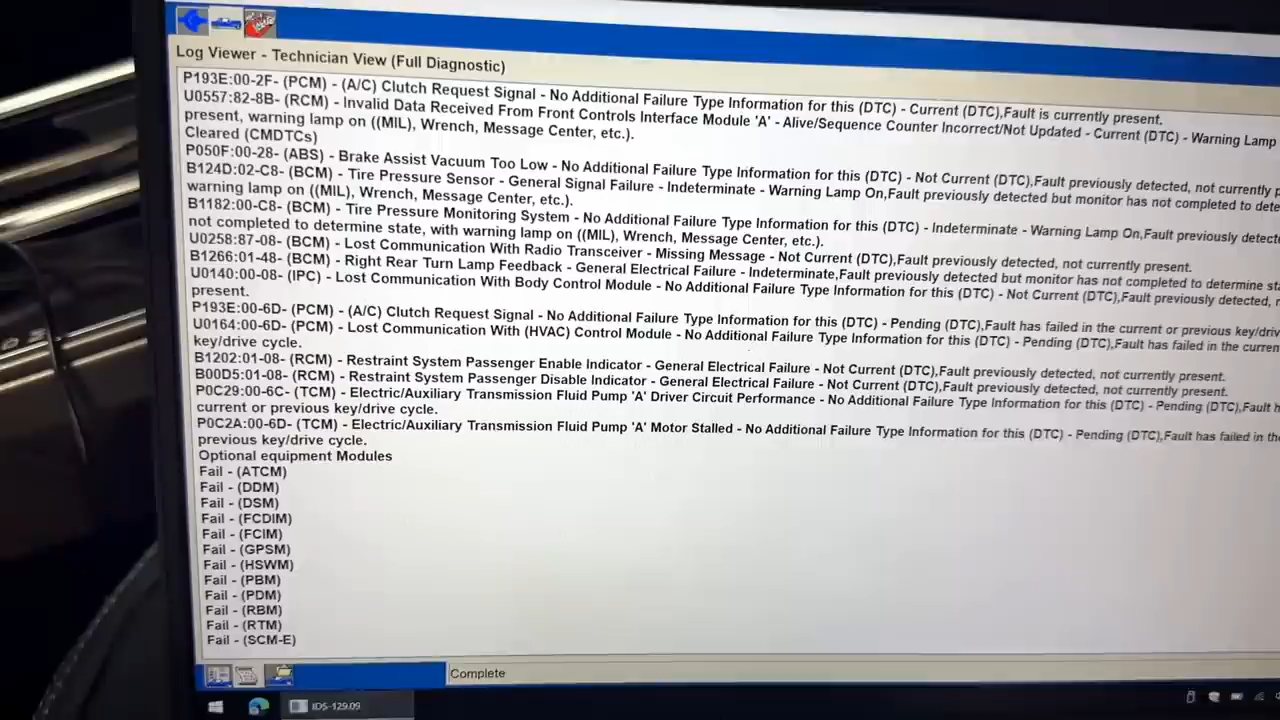 Log Viewer - Technician View (Full Diagnostic)
P193E:00-2F- (PCM) - (A/C) Clutch Request Signal - No Additional Failure Type Information for this (DTC) - Current (DTC),Fault is currently present.
U0557:82-8B- (RCM) - Invalid Data Received From Front Controls Interface Module 'A' - Alive/Sequence Counter Incorrect/Not Updated - Current (DTC) - Warning Lamp
present, warning lamp on ((MIL), Wrench, Message Center, etc.).
Cleared (CMDTCs)
P050F:00-28- (ABS) - Brake Assist Vacuum Too Low - No Additional Failure Type Information for this (DTC) - Not Current (DTC),Fault previously detected, not currently p
B124D:02-C8- (BCM) - Tire Pressure Sensor - General Signal Failure - Indeterminate - Warning Lamp On,Fault previously detected but monitor has not completed to dete
warning lamp on ((MIL), Wrench, Message Center, etc.).
B1182:00-C8- (BCM) - Tire Pressure Monitoring System - No Additional Failure Type Information for this (DTC) - Indeterminate - Warning Lamp On,Fault previously detect
not completed to determine state, with warning lamp on ((MIL), Wrench, Message Center, etc.).
U0258:87-08- (BCM) - Lost Communication With Radio Transceiver - Missing Message - Not Current (DTC),Fault previously detected, not currently present.
B1266:01-48- (BCM) - Right Rear Turn Lamp Feedback - General Electrical Failure - Indeterminate,Fault previously detected but monitor has not completed to determine sta
U0140:00-08- (IPC) - Lost Communication With Body Control Module - No Additional Failure Type Information for this (DTC) - Not Current (DTC),Fault previously detected, n
present.
P193E:00-6D- (PCM) - (A/C) Clutch Request Signal - No Additional Failure Type Information for this (DTC) - Pending (DTC),Fault has failed in the current or previous key/driv
U0164:00-6D- (PCM) - Lost Communication With (HVAC) Control Module - No Additional Failure Type Information for this (DTC) - Pending (DTC),Fault has failed in the curren
key/drive cycle.
B1202:01-08- (RCM) - Restraint System Passenger Enable Indicator - General Electrical Failure - Not Current (DTC),Fault previously detected, not currently present.
B00D5:01-08- (RCM) - Restraint System Passenger Disable Indicator - General Electrical Failure - Not Current (DTC),Fault previously detected, not currently present.
P0C29:00-6C- (TCM) - Electric/Auxiliary Transmission Fluid Pump 'A' Driver Circuit Performance - No Additional Failure Type Information for this (DTC) - Pending (DTC),Fault h
current or previous key/drive cycle.
P0C2A:00-6D- (TCM) - Electric/Auxiliary Transmission Fluid Pump 'A' Motor Stalled - No Additional Failure Type Information for this (DTC) - Pending (DTC),Fault has failed in the
previous key/drive cycle.
Optional equipment Modules
Fail - (ATCM)
Fail - (DDM)
Fail - (DSM)
Fail - (FCDIM)
Fail - (FCIM)
Fail - (GPSM)
Fail - (HSWM)
Fail - (PBM)
Fail - (PDM)
Fail - (RBM)
Fail - (RTM)
Fail - (SCM-E)
Complete
IDS-129.09